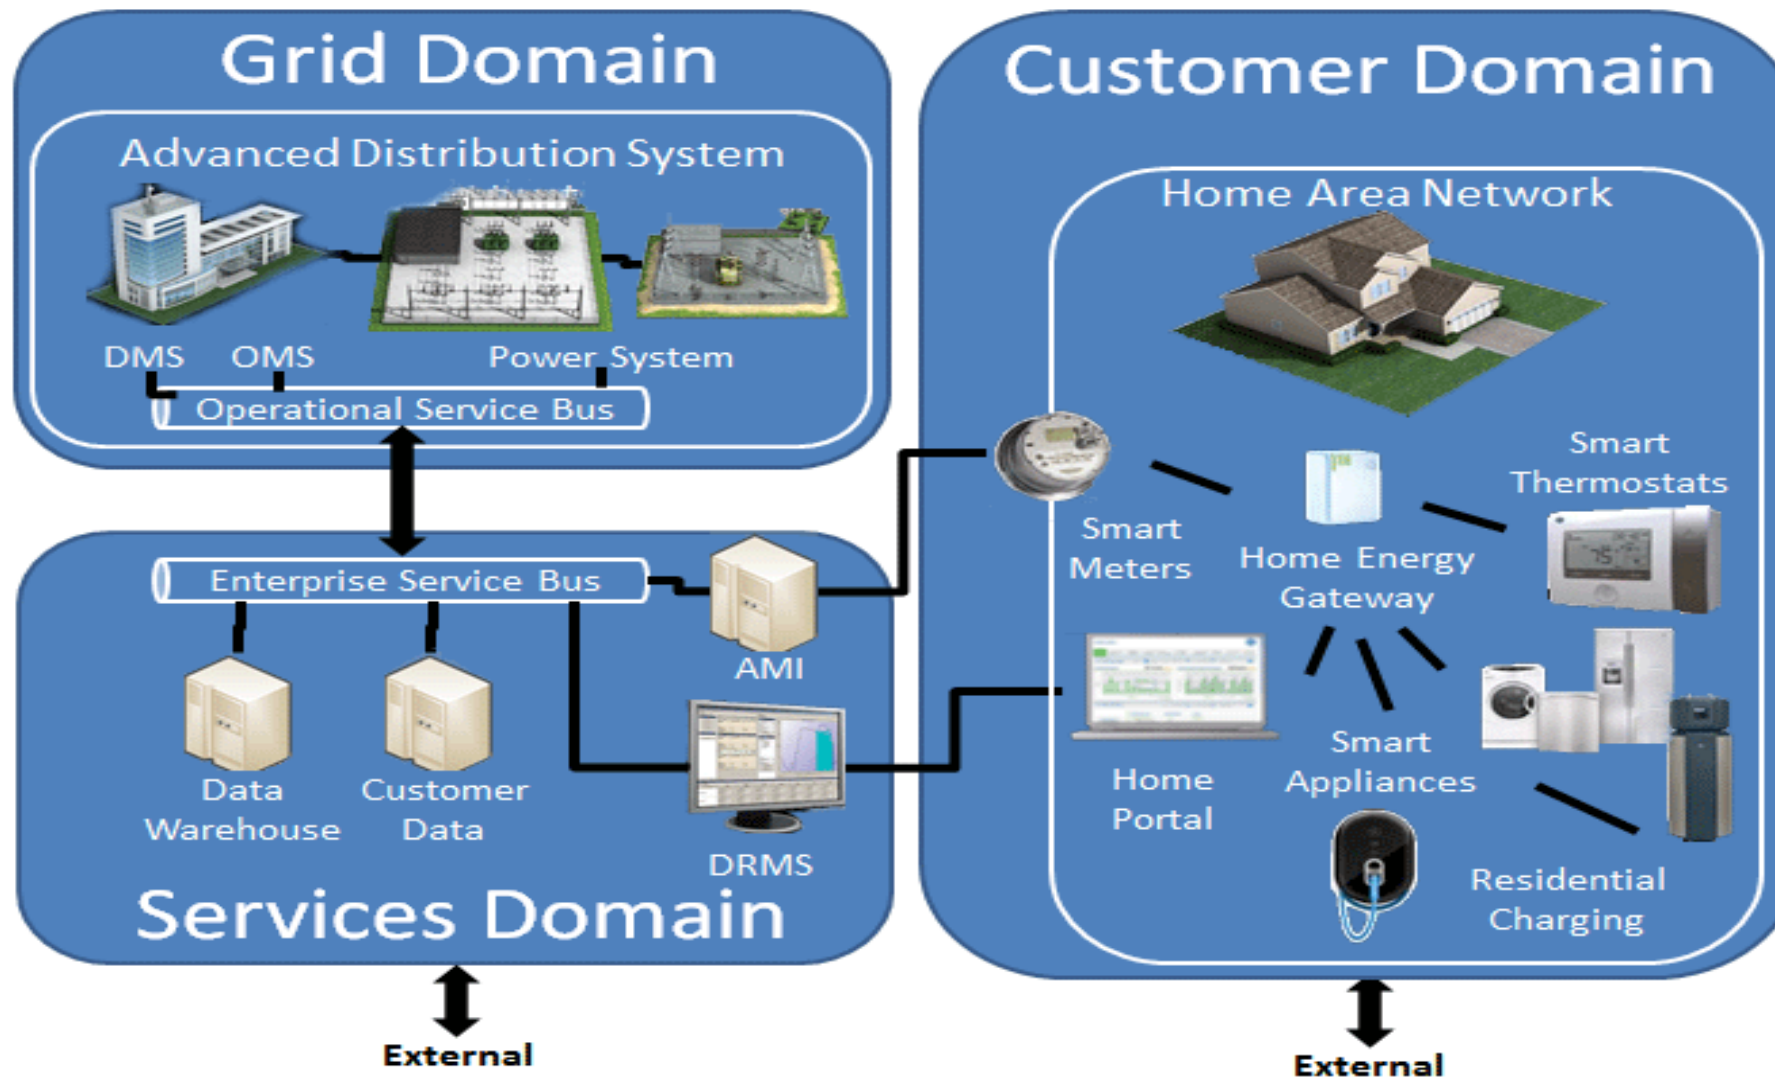 Grid Domain
Advanced Distribution System
DMS
OMS
Power System
Operational Service Bus
Enterprise Service Bus
AMI
Data
Warehouse
Customer
Data
DRMS
Services Domain
External
Customer Domain
Home Area Network
Smart
Meters
Home Energy
Gateway
Smart
Thermostats
75
Home
Portal
Smart
Appliances
Residential
Charging
External